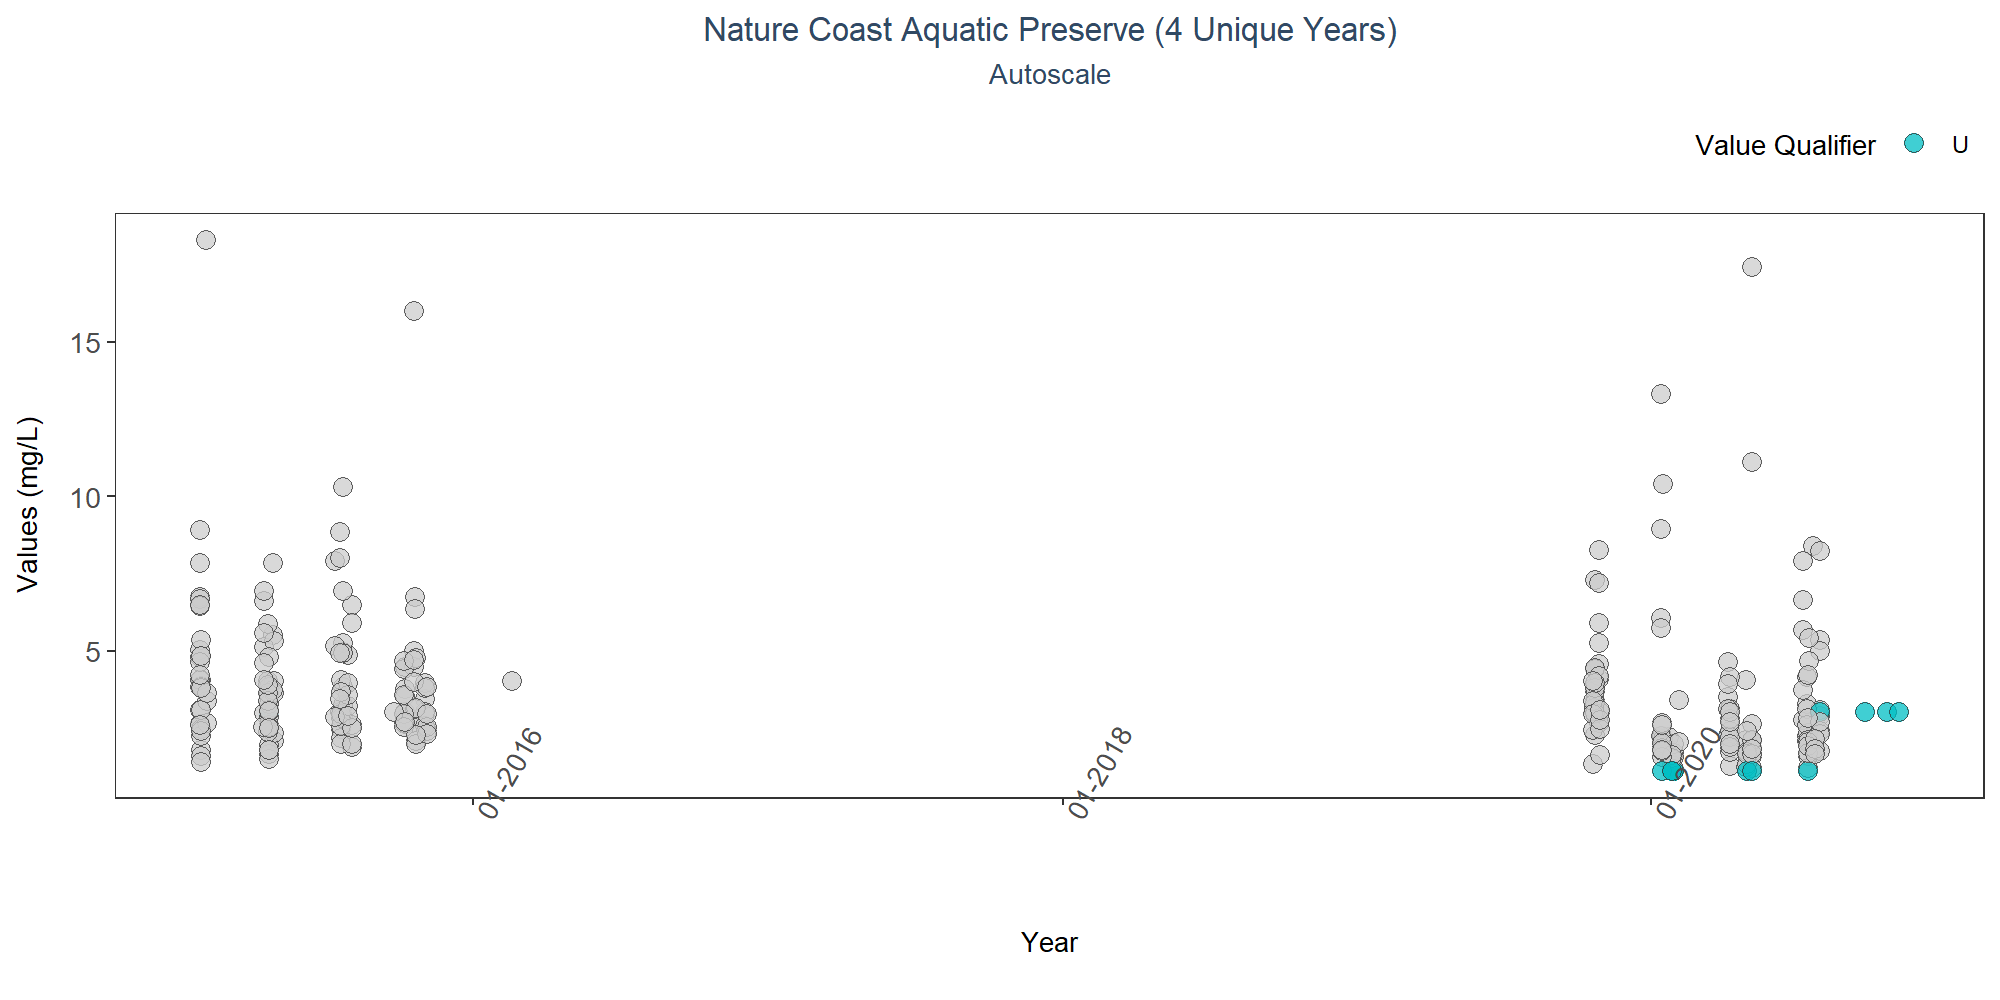 Nature Coast Aquatic Preserve (4 Unique Years)
Autoscale
Value Qualifier U
Values (mg/L)
15
10
5
01-2016
01-2018
01-2020
Year